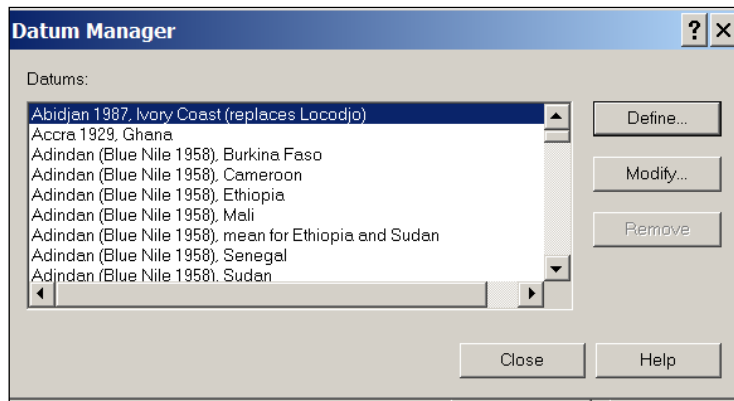 Datum Manager
Datums:
Abidjan 1987, Ivory Coast (replaces Locodjo)
Accra 1929, Ghana
Adindan (Blue Nile 1958), Burkina Faso
Adindan (Blue Nile 1958), Cameroon
Adindan (Blue Nile 1958), Ethiopia
Adindan (Blue Nile 1958), Mali
Adindan (Blue Nile 1958), mean for Ethiopia and Sudan
Adindan (Blue Nile 1958), Senegal
Adindan (Blue Nile 1958), Sudan
Define...
Modify...
Remove
Close
Help